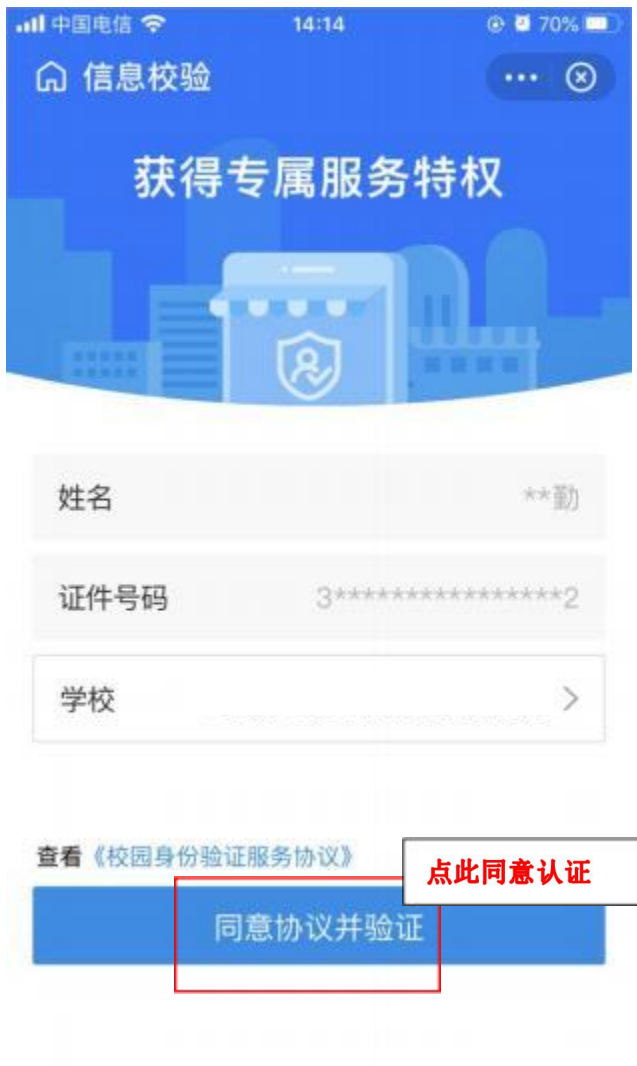 中国电信 14:14 70%
信息校验
获得专属服务特权
姓名 **勤
证件号码 3****************2
学校
查看《校园身份验证服务协议》
点此同意认证
同意协议并验证